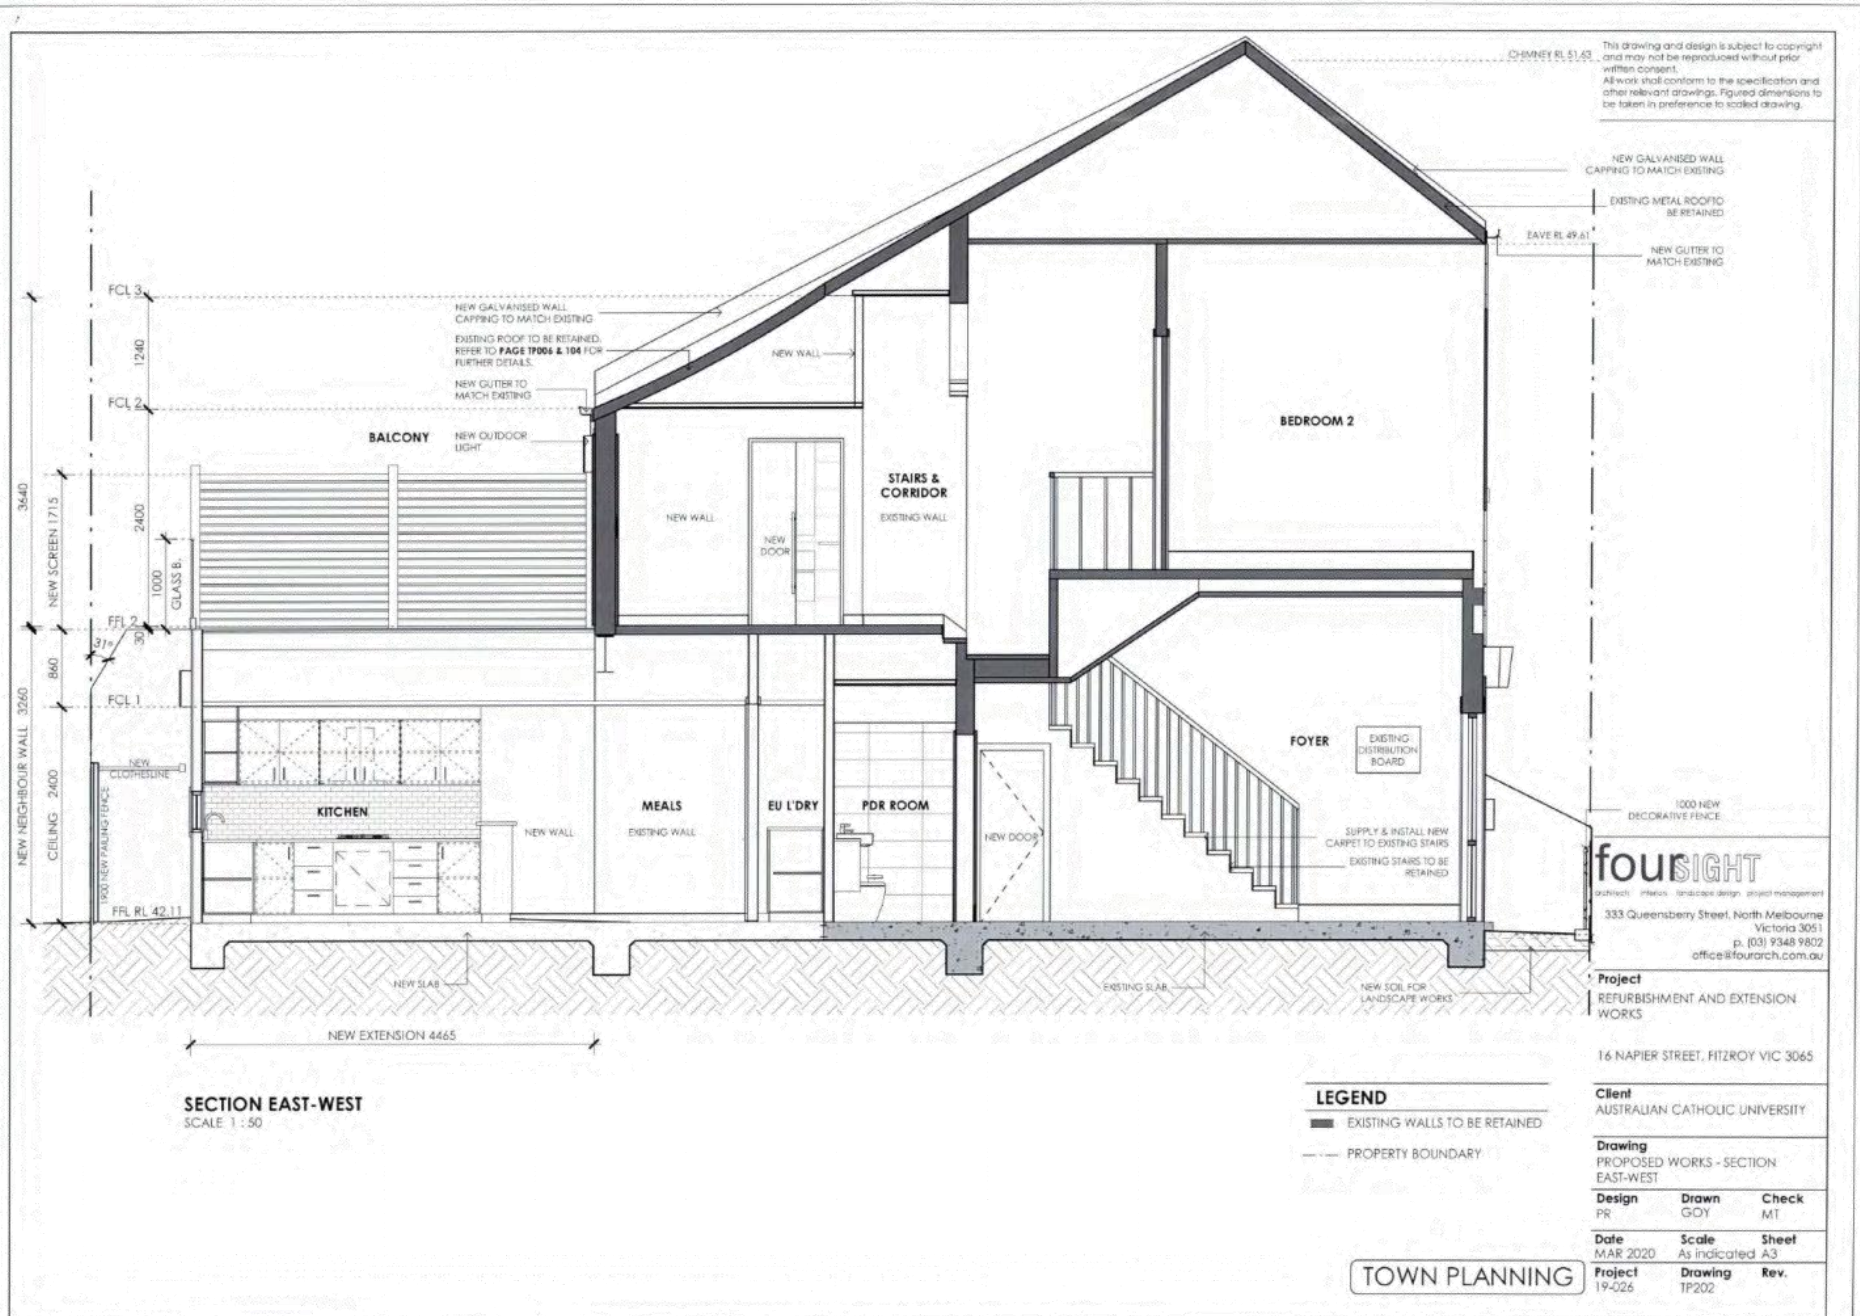 CHIMNEY RL 51.63
This drawing and design is subject to copyright
and may not be reproduced without prior
written consent.
All work shall conform to the specification and
other relevant drawings. Figured dimensions to
be taken in preference to scaled drawing.
NEW GALVANISED WALL
CAPPING TO MATCH EXISTING
EXISTING METAL ROOFTO
BE RETAINED
EAVE RL 49.61
NEW GUTTER TO
MATCH EXISTING
FCL 3
NEW GALVANISED WALL
CAPPING TO MATCH EXISTING
EXISTING ROOF TO BE RETAINED.
REFER TO PAGE TP006 & 104 FOR
FURTHER DETAILS.
NEW GUTTER TO
MATCH EXISTING
NEW WALL
1240
FCL 2
BALCONY
NEW OUTDOOR
LIGHT
BEDROOM 2
STAIRS &
CORRIDOR
EXISTING WALL
NEW WALL
NEW
DOOR
3640
NEW SCREEN 1715
2400
1000
GLASS B.
FFL 2
30
31°
860
FCL 1
NEW NEIGHBOUR WALL 3260
CEILING 2400
NEW
CLOTHESLINE
1900 NEW PAILING FENCE
KITCHEN
NEW WALL
MEALS
EXISTING WALL
EU L'DRY
PDR ROOM
NEW DOOR
FOYER
EXISTING
DISTRIBUTION
BOARD
SUPPLY & INSTALL NEW
CARPET TO EXISTING STAIRS
EXISTING STAIRS TO BE
RETAINED
1000 NEW
DECORATIVE FENCE
FFL RL 42.11
NEW SLAB
EXISTING SLAB
NEW SOIL FOR
LANDSCAPE WORKS
NEW EXTENSION 4465
SECTION EAST-WEST
SCALE 1 : 50
LEGEND
EXISTING WALLS TO BE RETAINED
PROPERTY BOUNDARY
TOWN PLANNING
fourSIGHT
architects interiors landscape design project management
333 Queensberry Street, North Melbourne
Victoria 3051
p. (03) 9348 9802
office@fourarch.com.au
Project
REFURBISHMENT AND EXTENSION
WORKS
16 NAPIER STREET, FITZROY VIC 3065
Client
AUSTRALIAN CATHOLIC UNIVERSITY
Drawing
PROPOSED WORKS - SECTION
EAST-WEST
Design Drawn Check
PR GOY MT
Date Scale Sheet
MAR 2020 As indicated A3
Project Drawing Rev.
19-026 TP202